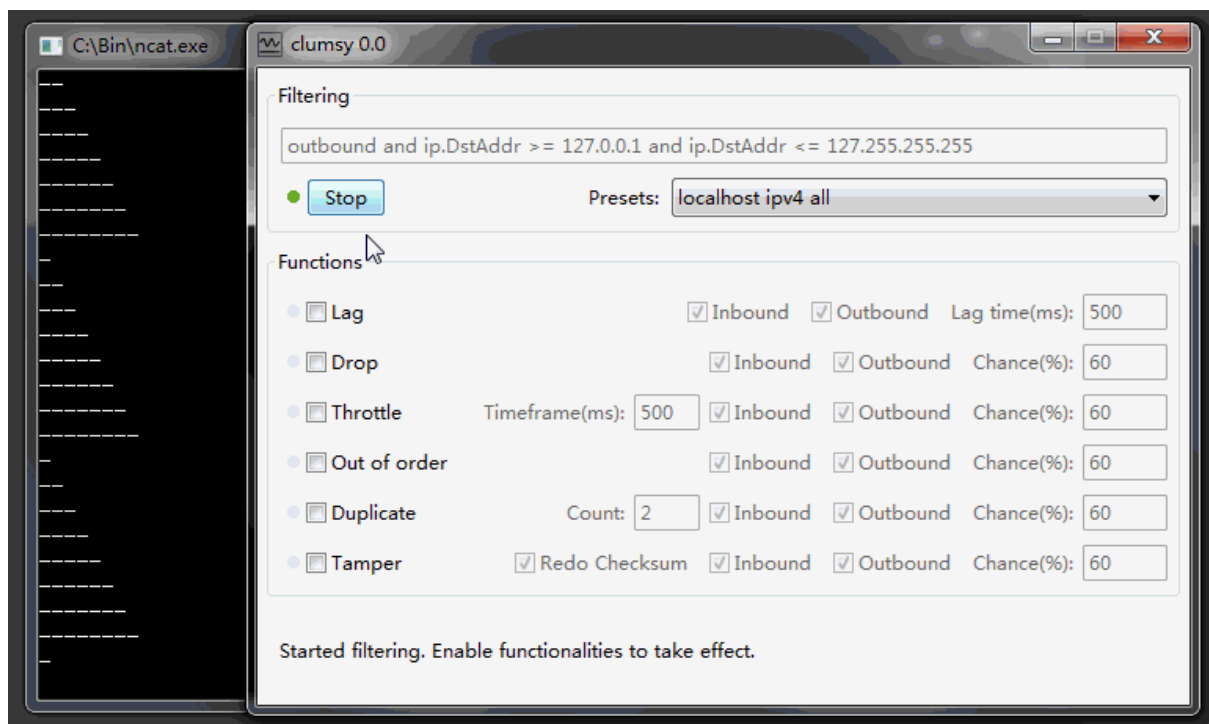 C:\Bin\ncat.exe
clumsy 0.0
Filtering
outbound and ip.DstAddr >= 127.0.0.1 and ip.DstAddr <= 127.255.255.255
Stop Presets: localhost ipv4 all
Functions
Lag Inbound Outbound Lag time(ms): 500
Drop Inbound Outbound Chance(%): 60
Throttle Timeframe(ms): 500 Inbound Outbound Chance(%): 60
Out of order Inbound Outbound Chance(%): 60
Duplicate Count: 2 Inbound Outbound Chance(%): 60
Tamper Redo Checksum Inbound Outbound Chance(%): 60
Started filtering. Enable functionalities to take effect.